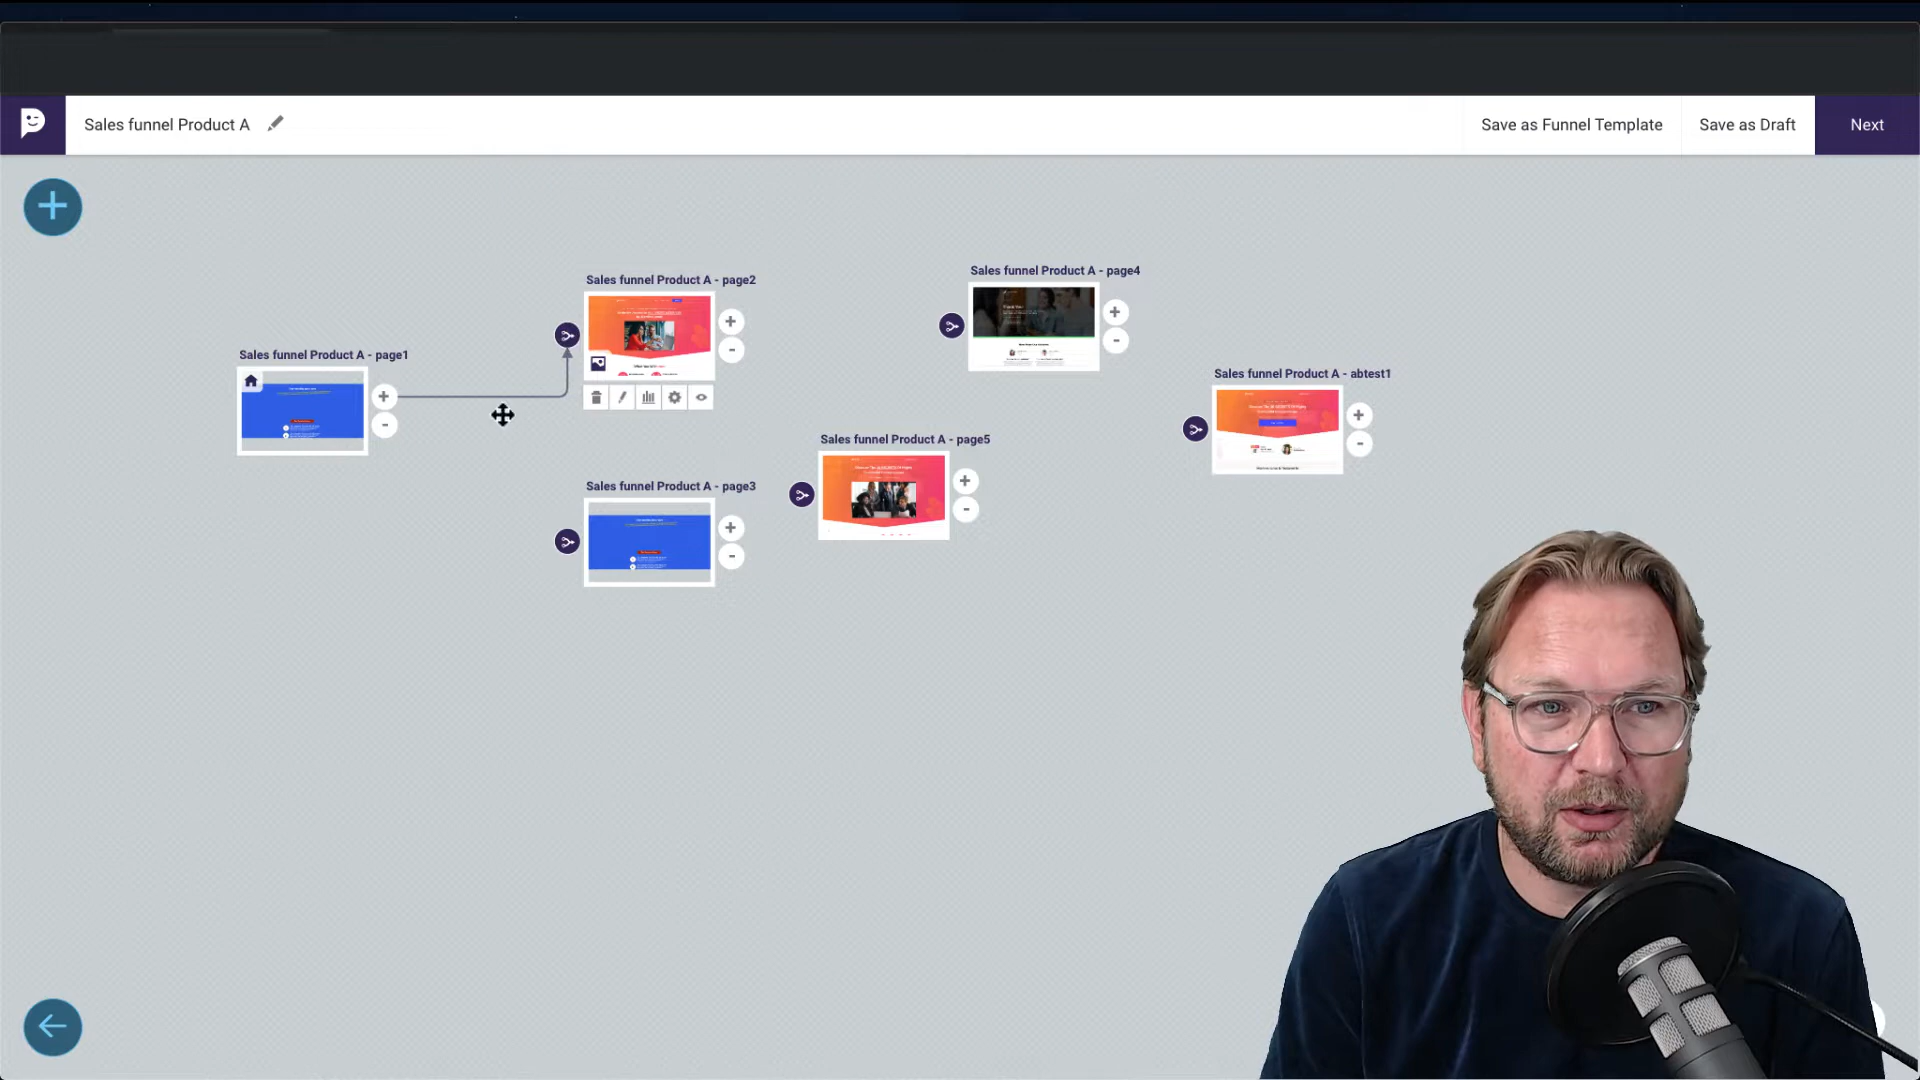 Sales funnel Product A
Save as Funnel Template
Save as Draft
Next
Sales funnel Product A - page1
Sales funnel Product A - page2
Sales funnel Product A - page3
Sales funnel Product A - page4
Sales funnel Product A - page5
Sales funnel Product A - abtest1